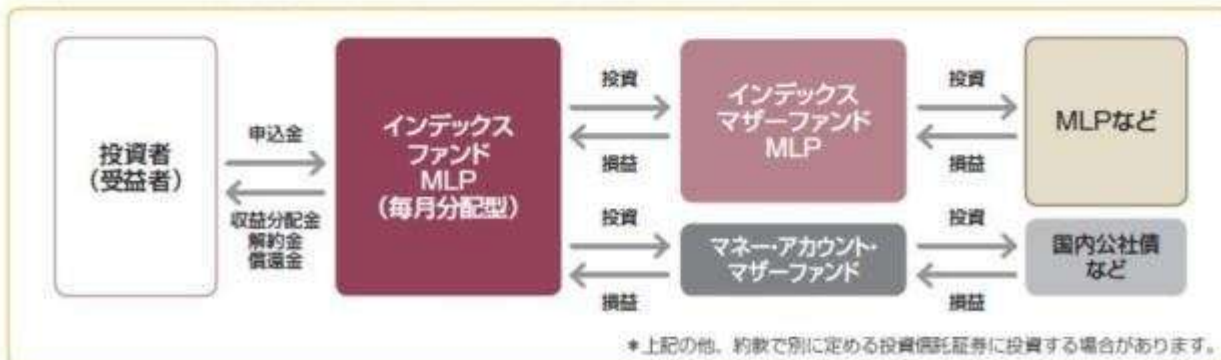 投資者
(受益者)
申込金
収益分配金
解約金
償還金
インデックス
ファンド
MLP
(毎月分配型)
投資
損益
投資
損益
インデックス
マザーファンド
MLP
マネー・アカウント・
マザーファンド
投資
損益
投資
損益
MLPなど
国内公社債
など
*上記の他、約款で別に定める投資信託証券に投資する場合があります。